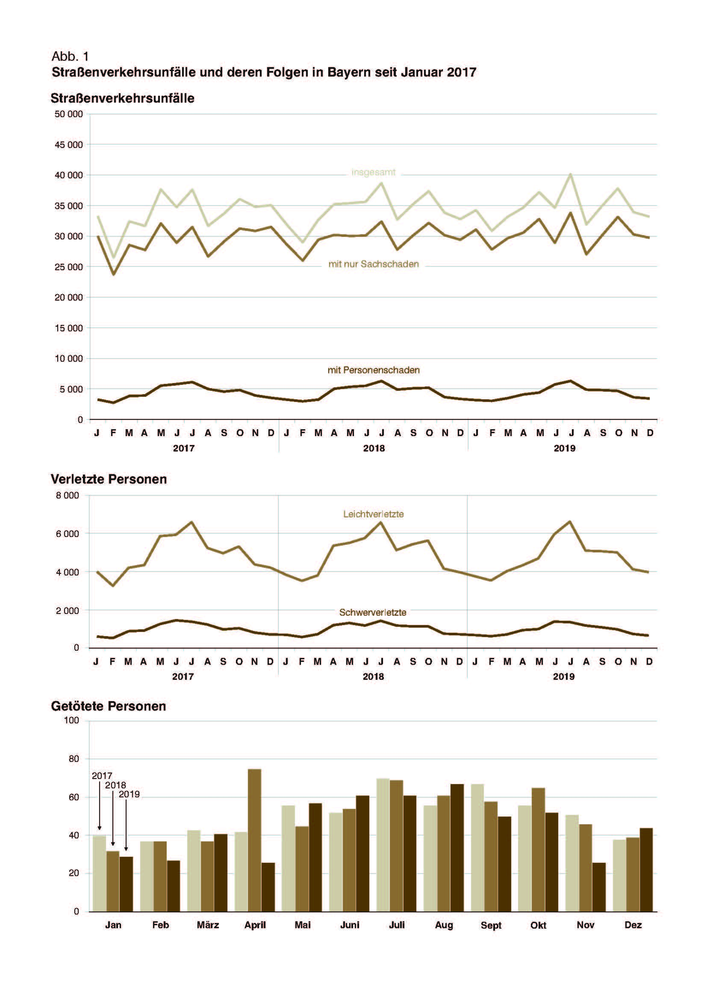 Abb. 1
Straßenverkehrsunfälle und deren Folgen in Bayern seit Januar 2017
Straßenverkehrsunfälle
50 000
45 000
insgesamt
40 000
35 000
30 000
mit nur Sachschaden
25 000
20 000
15 000
10 000
mit Personenschaden
5 000
0
J F M A M J J A S O N D J F M A M J J A S O N D J F M A M J J A S O N D
2017 2018 2019
Verletzte Personen
8 000
Leichtverletzte
6 000
4 000
2 000
Schwerverletzte
0
J F M A M J J A S O N D J F M A M J J A S O N D J F M A M J J A S O N D
2017 2018 2019
Getötete Personen
100
80
2017
2018
2019
60
40
20
0
Jan Feb März April Mai Juni Juli Aug Sept Okt Nov Dez